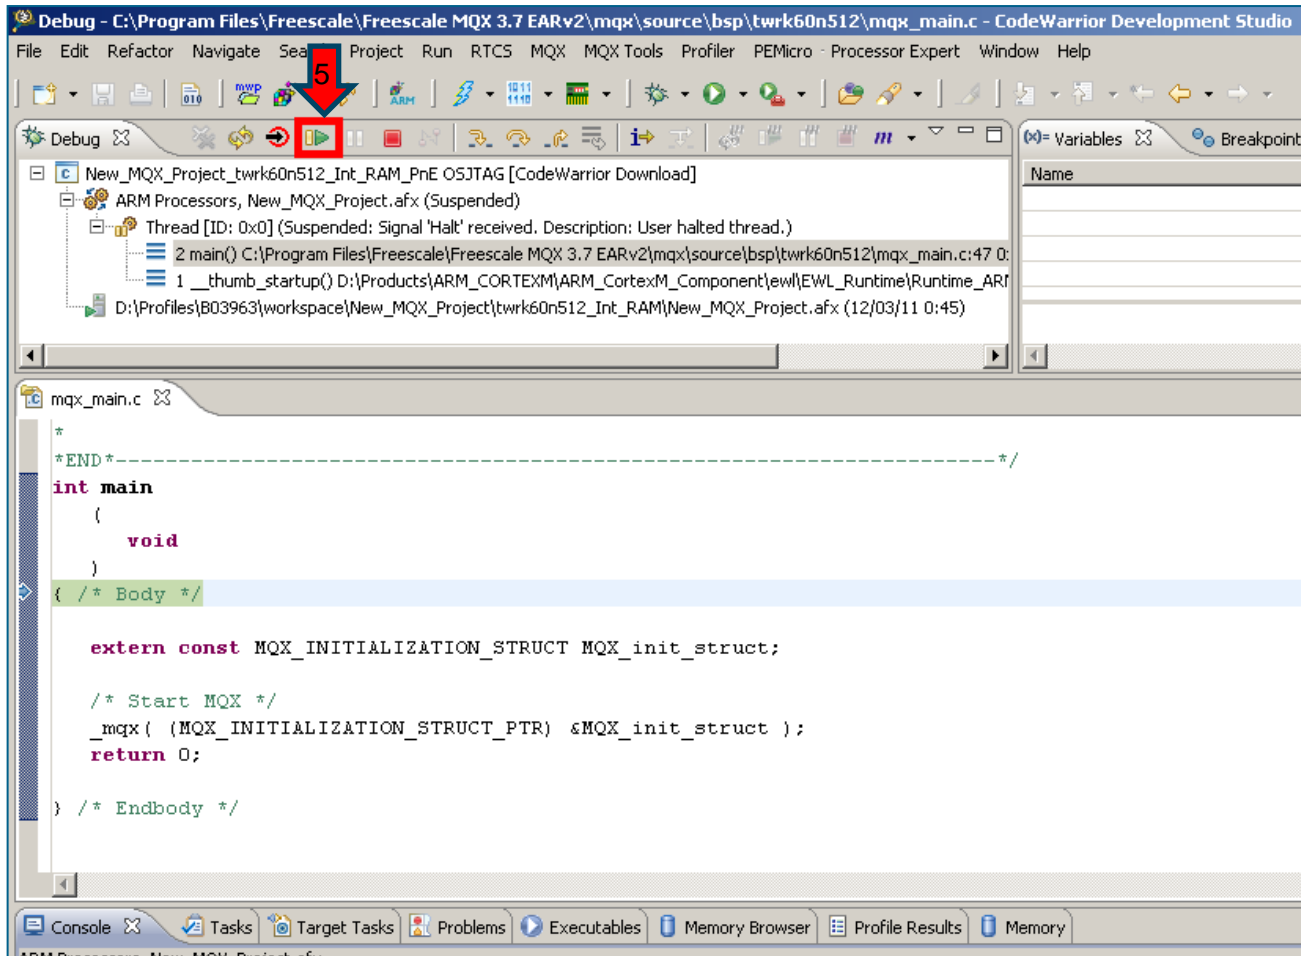 Debug - C:\Program Files\Freescale\Freescale MQX 3.7 EARv2\mqx\source\bsp\twrk60n512\mqx_main.c - CodeWarrior Development Studio
File Edit Refactor Navigate Project Run RTCS MQX MQX Tools Profiler PEMicro Processor Expert Window Help
5
Debug
(x)= Variables
Breakpoint
New_MQX_Project_twrk60n512_Int_RAM_PnE OSJTAG [CodeWarrior Download]
Name
ARM Processors, New_MQX_Project.afx (Suspended)
Thread [ID: 0x0] (Suspended: Signal 'Halt' received. Description: User halted thread.)
2 main() C:\Program Files\Freescale\Freescale MQX 3.7 EARv2\mqx\source\bsp\twrk60n512\mqx_main.c:47 0:
1 __thumb_startup() D:\Products\ARM_CORTEXM\ARM_CortexM_Component\ewl\EWL_Runtime\Runtime_ARM
D:\Profiles\B03963\workspace\New_MQX_Project\twrk60n512_Int_RAM\New_MQX_Project.afx (12/03/11 0:45)
mqx_main.c
*
*END*----------------------------------------------------------------------*/
int main
(
void
)
{ /* Body */
extern const MQX_INITIALIZATION_STRUCT MQX_init_struct;
/* Start MQX */
_mqx( (MQX_INITIALIZATION_STRUCT_PTR) &MQX_init_struct );
return 0;
} /* Endbody */
Console Tasks Target Tasks Problems Executables Memory Browser Profile Results Memory
ARM Processors, New_MQX_Project.afx